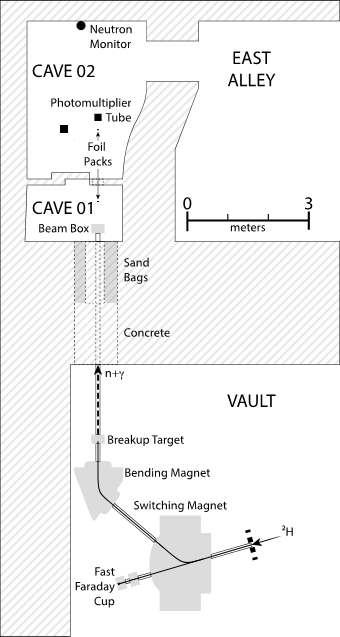 Neutron
Monitor
CAVE 02
EAST
ALLEY
Photomultiplier
Tube
Foil
Packs
CAVE 01
0
3
meters
Beam Box
Sand
Bags
Concrete
n+γ
VAULT
Breakup Target
Bending Magnet
Switching Magnet
²H
Fast
Faraday
Cup